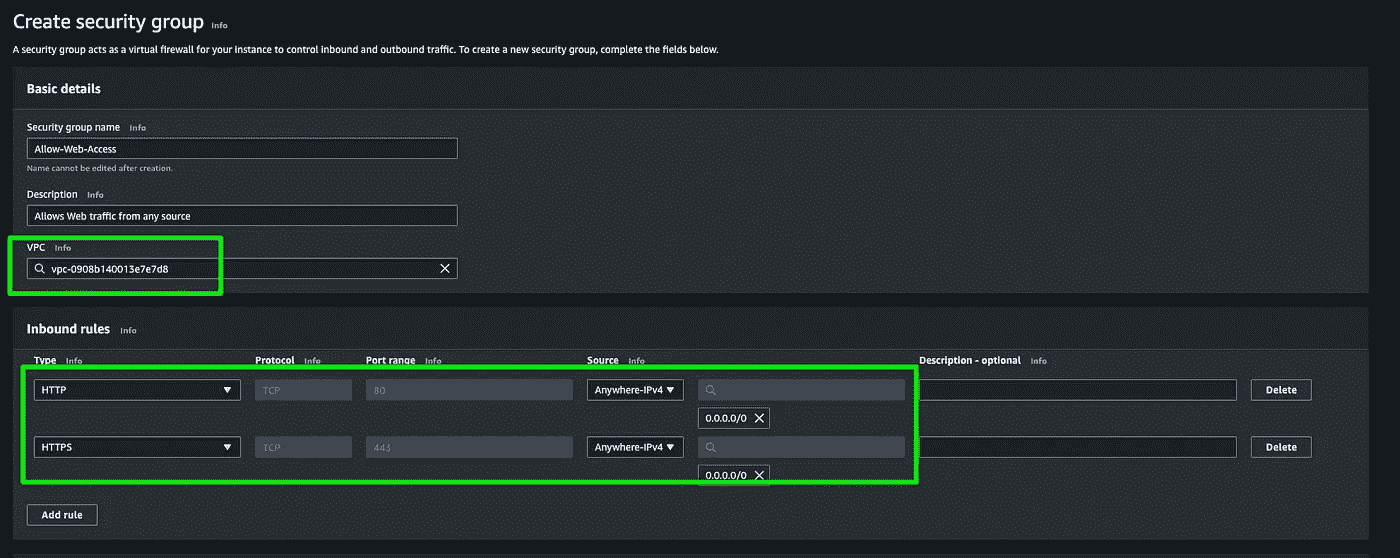 Create security group Info
A security group acts as a virtual firewall for your instance to control inbound and outbound traffic. To create a new security group, complete the fields below.
Basic details
Security group name Info
Allow-Web-Access
Name cannot be edited after creation.
Description Info
Allows Web traffic from any source
VPC Info
vpc-0908b140013e7e7d8
Inbound rules Info
Type Info Protocol Info Port range Info Source Info Description - optional Info
HTTP TCP 80 Anywhere-IPv4 Delete
0.0.0.0/0
HTTPS TCP 443 Anywhere-IPv4 Delete
0.0.0.0/0
Add rule